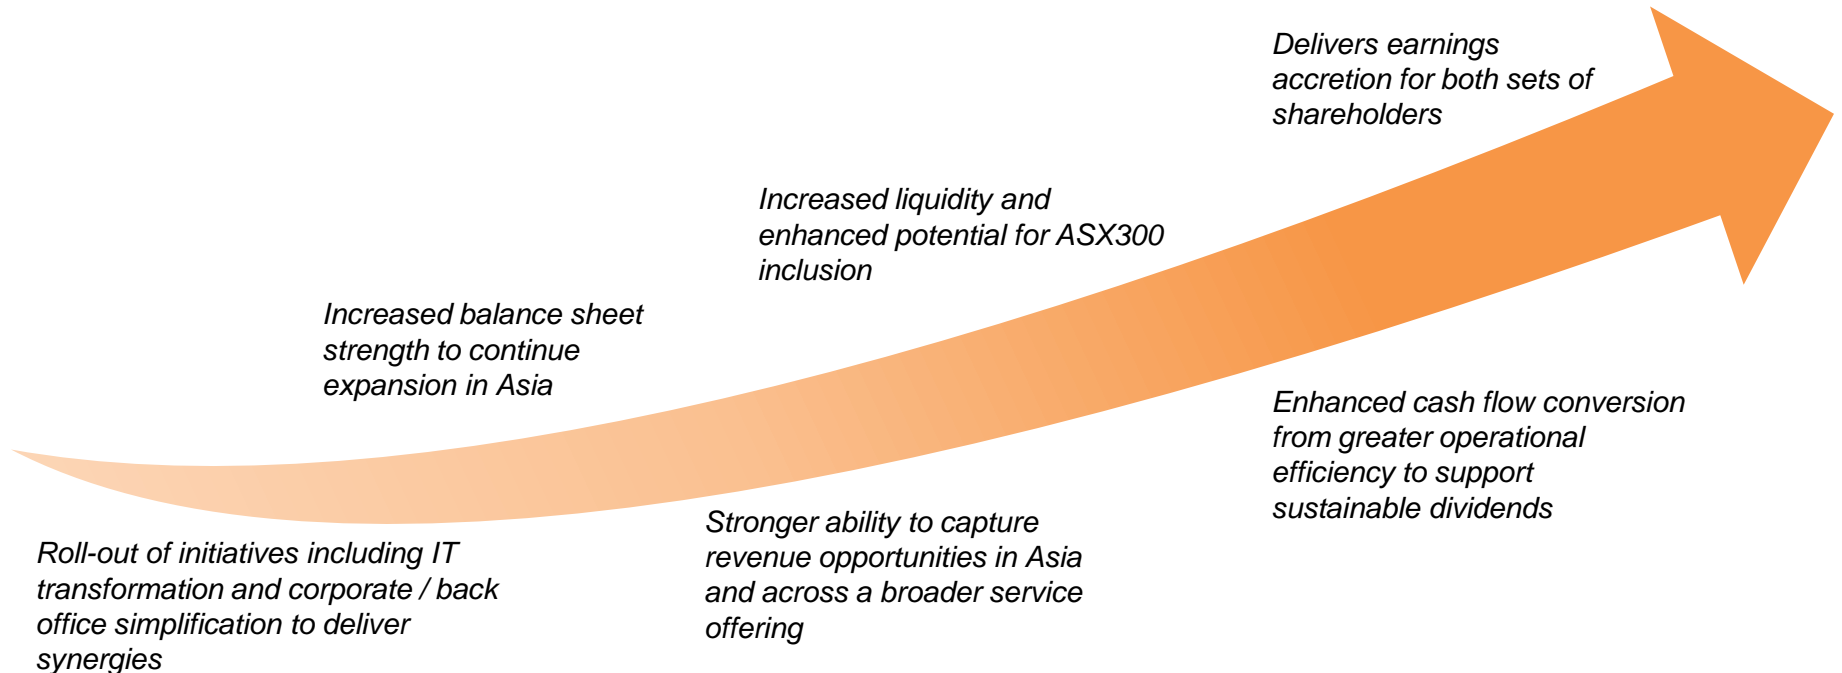 Delivers earnings
accretion for both sets of
shareholders
Increased liquidity and
enhanced potential for ASX300
inclusion
Increased balance sheet
strength to continue
expansion in Asia
Enhanced cash flow conversion
from greater operational
efficiency to support
sustainable dividends
Stronger ability to capture
revenue opportunities in Asia
and across a broader service
offering
Roll-out of initiatives including IT
transformation and corporate / back
office simplification to deliver
synergies